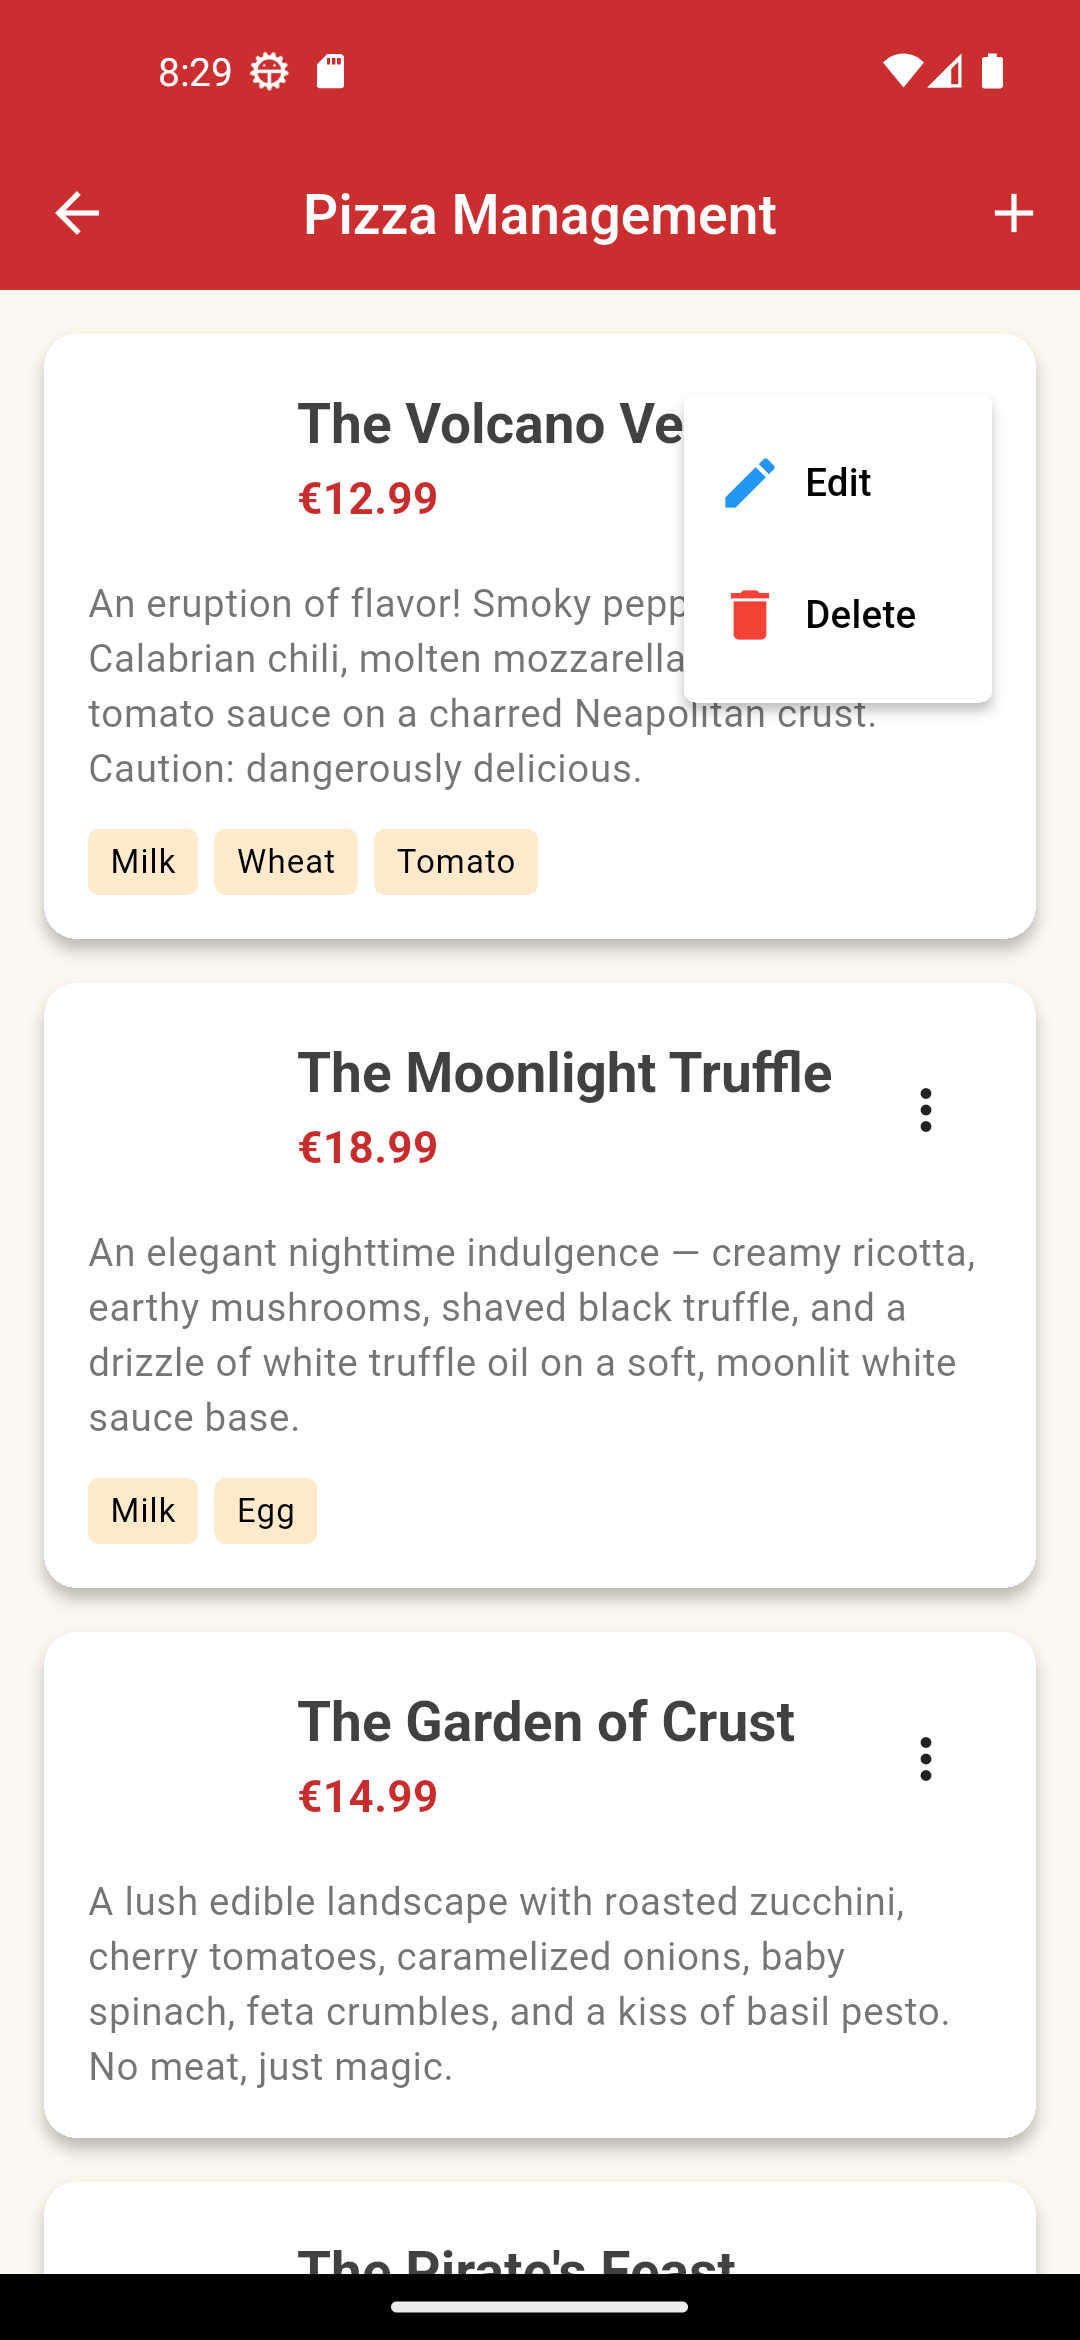 8:29
Pizza Management
The Volcano Ve
€12.99
Edit
Delete
An eruption of flavor! Smoky pepp
Calabrian chili, molten mozzarella
tomato sauce on a charred Neapolitan crust.
Caution: dangerously delicious.
Milk Wheat Tomato
The Moonlight Truffle
€18.99
An elegant nighttime indulgence — creamy ricotta,
earthy mushrooms, shaved black truffle, and a
drizzle of white truffle oil on a soft, moonlit white
sauce base.
Milk Egg
The Garden of Crust
€14.99
A lush edible landscape with roasted zucchini,
cherry tomatoes, caramelized onions, baby
spinach, feta crumbles, and a kiss of basil pesto.
No meat, just magic.
The Pirate's Feast